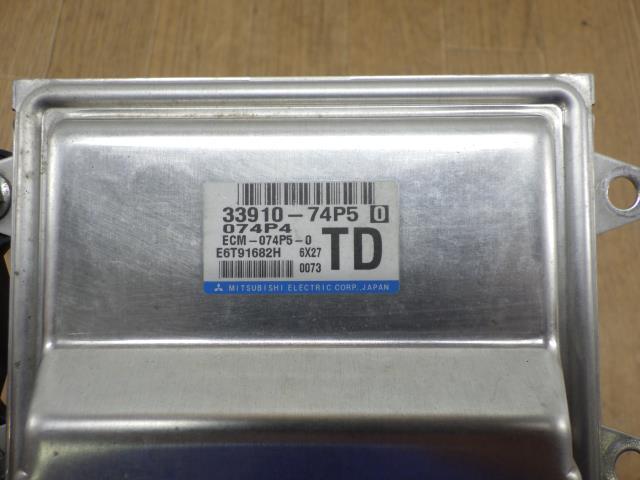 33910-74P5 0
074P4
ECM-074P5-0
E6T91682H 6X27
TD
0073
MITSUBISHI ELECTRIC CORP., JAPAN